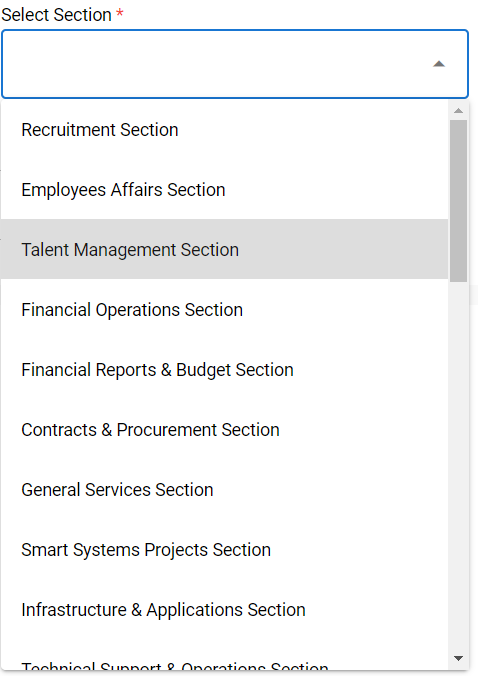 Select Section *
Recruitment Section
Employees Affairs Section
Talent Management Section
Financial Operations Section
Financial Reports & Budget Section
Contracts & Procurement Section
General Services Section
Smart Systems Projects Section
Infrastructure & Applications Section
Technical Support & Operations Section